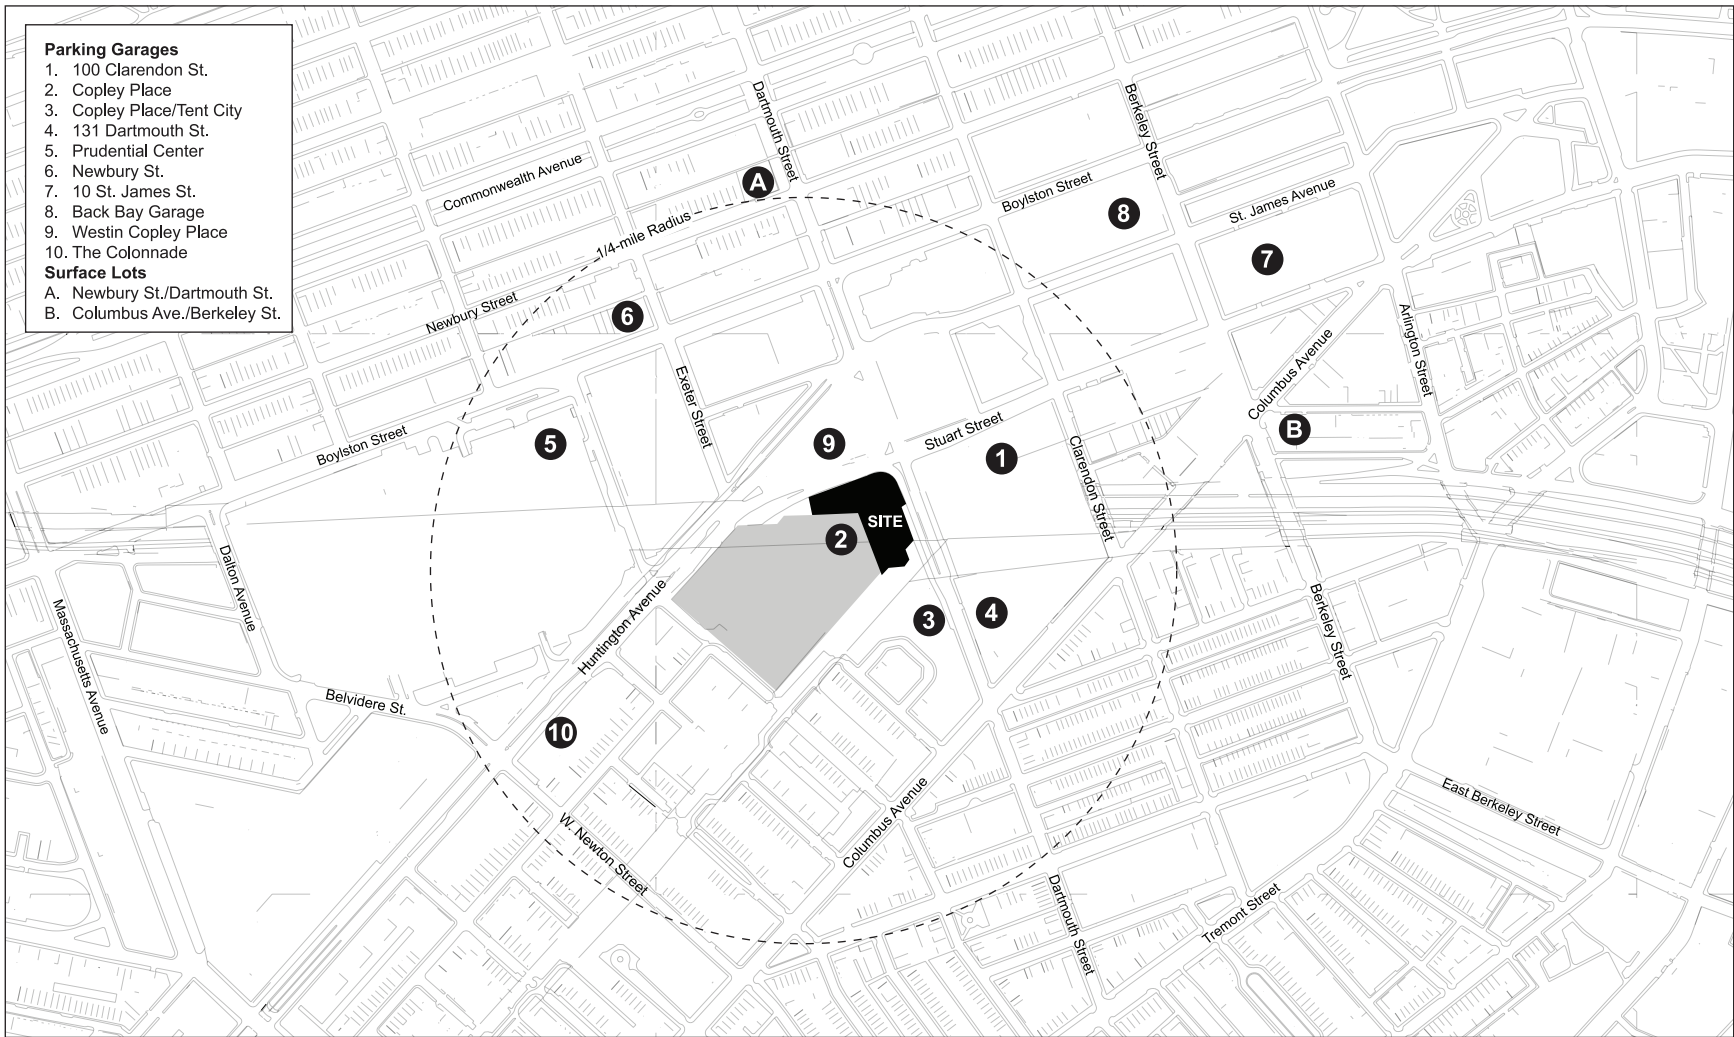 Parking Garages
1. 100 Clarendon St.
2. Copley Place
3. Copley Place/Tent City
4. 131 Dartmouth St.
5. Prudential Center
6. Newbury St.
7. 10 St. James St.
8. Back Bay Garage
9. Westin Copley Place
10. The Colonnade
Surface Lots
A. Newbury St./Dartmouth St.
B. Columbus Ave./Berkeley St.
Dartmouth Street
Berkeley Street
Commonwealth Avenue
A
Boylston Street
8
St. James Avenue
1/4-mile Radius
7
Newbury Street
6
Arlington Street
Columbus Avenue
Exeter Street
Boylston Street
5
9
Stuart Street
1
Clarendon Street
B
SITE
2
Dalton Avenue
Massachusetts Avenue
Huntington Avenue
3
4
Berkeley Street
Belvidere St.
10
Columbus Avenue
East Berkeley Street
W. Newton Street
Dartmouth Street
Tremont Street